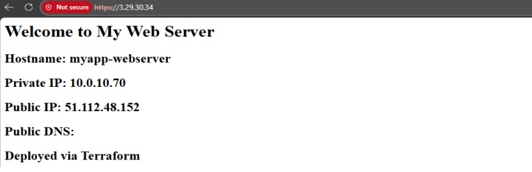 Not secure https://3.29.30.34
Welcome to My Web Server
Hostname: myapp-webserver
Private IP: 10.0.10.70
Public IP: 51.112.48.152
Public DNS:
Deployed via Terraform